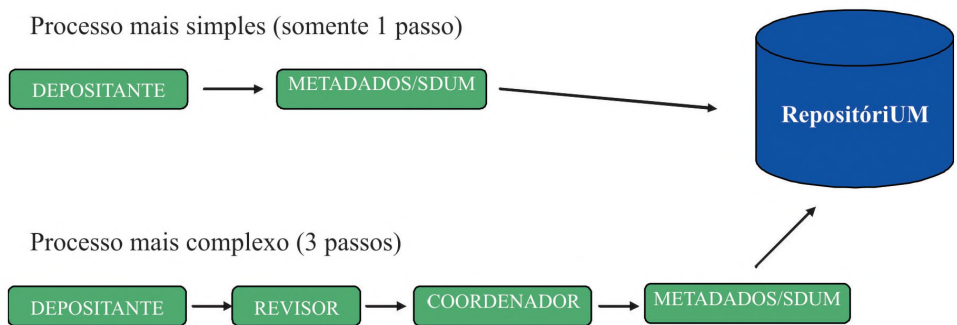 Processo mais simples (somente 1 passo)
DEPOSITANTE
METADADOS/SDUM
RepositóriUM
Processo mais complexo (3 passos)
DEPOSITANTE
REVISOR
COORDENADOR
METADADOS/SDUM